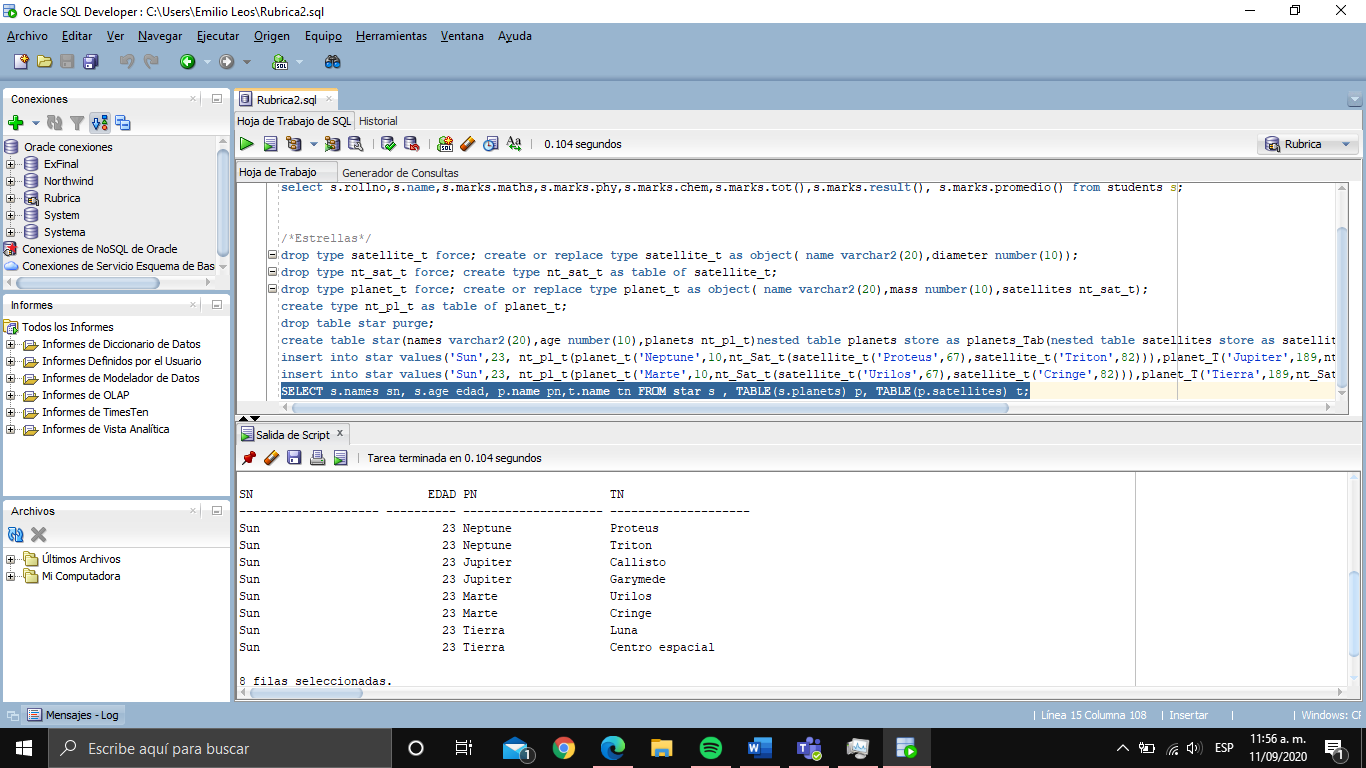 Oracle SQL Developer : C:\Users\Emilio Leos\Rubrica2.sql
Archivo Editar Ver Navegar Ejecutar Origen Equipo Herramientas Ventana Ayuda
Conexiones
Oracle conexiones
ExFinal
Northwind
Rubrica
System
Systema
Conexiones de NoSQL de Oracle
Conexiones de Servicio Esquema de Bas
Informes
Todos los Informes
Informes de Diccionario de Datos
Informes Definidos por el Usuario
Informes de Modelador de Datos
Informes de OLAP
Informes de TimesTen
Informes de Vista Analítica
Archivos
Últimos Archivos
Mi Computadora
Rubrica2.sql
Hoja de Trabajo de SQL Historial
0.104 segundos
Rubrica
Hoja de Trabajo Generador de Consultas
select s.rollno,s.name,s.marks.maths,s.marks.phy,s.marks.chem,s.marks.tot(),s.marks.result(), s.marks.promedio() from students s;
/*Estrellas*/
drop type satellite_t force; create or replace type satellite_t as object( name varchar2(20),diameter number(10));
drop type nt_sat_t force; create type nt_sat_t as table of satellite_t;
drop type planet_t force; create or replace type planet_t as object( name varchar2(20),mass number(10),satellites nt_sat_t);
create type nt_pl_t as table of planet_t;
drop table star purge;
create table star(names varchar2(20),age number(10),planets nt_pl_t)nested table planets store as planets_Tab(nested table satellites store as satellit
insert into star values('Sun',23, nt_pl_t(planet_t('Neptune',10,nt_Sat_t(satellite_t('Proteus',67),satellite_t('Triton',82))),planet_T('Jupiter',189,nt
insert into star values('Sun',23, nt_pl_t(planet_t('Marte',10,nt_Sat_t(satellite_t('Urilos',67),satellite_t('Cringe',82))),planet_T('Tierra',189,nt_Sat
SELECT s.names sn, s.age edad, p.name pn,t.name tn FROM star s , TABLE(s.planets) p, TABLE(p.satellites) t;
Salida de Script
Tarea terminada en 0.104 segundos
SN EDAD PN TN
-------------------- ---------- -------------------- --------------------
Sun 23 Neptune Proteus
Sun 23 Neptune Triton
Sun 23 Jupiter Callisto
Sun 23 Jupiter Garymede
Sun 23 Marte Urilos
Sun 23 Marte Cringe
Sun 23 Tierra Luna
Sun 23 Tierra Centro espacial
8 filas seleccionadas.
Mensajes - Log
Línea 15 Columna 108 Insertar Windows: CF
Escribe aquí para buscar
1
ESP
11:56 a. m.
11/09/2020
1